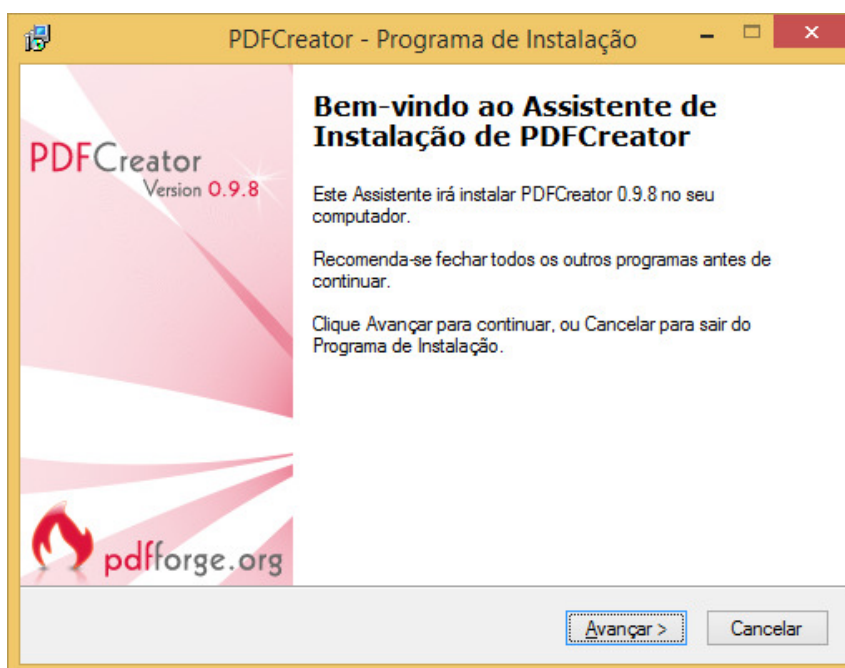 PDFCreator - Programa de Instalação
PDFCreator
Version 0.9.8
Bem-vindo ao Assistente de
Instalação de PDFCreator
Este Assistente irá instalar PDFCreator 0.9.8 no seu
computador.
Recomenda-se fechar todos os outros programas antes de
continuar.
Clique Avançar para continuar, ou Cancelar para sair do
Programa de Instalação.
pdfforge.org
Avançar >
Cancelar